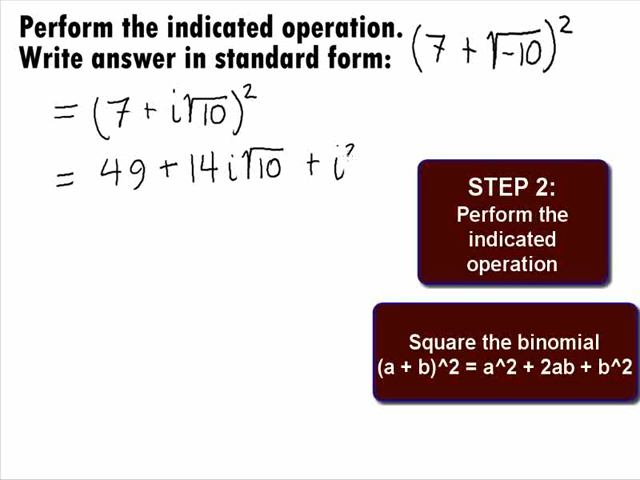 Perform the indicated operation.
Write answer in standard form: (7 + √-10)²
= (7 + i√10)²
= 49 + 14i√10 + i²
STEP 2:
Perform the
indicated
operation
Square the binomial
(a + b)^2 = a^2 + 2ab + b^2